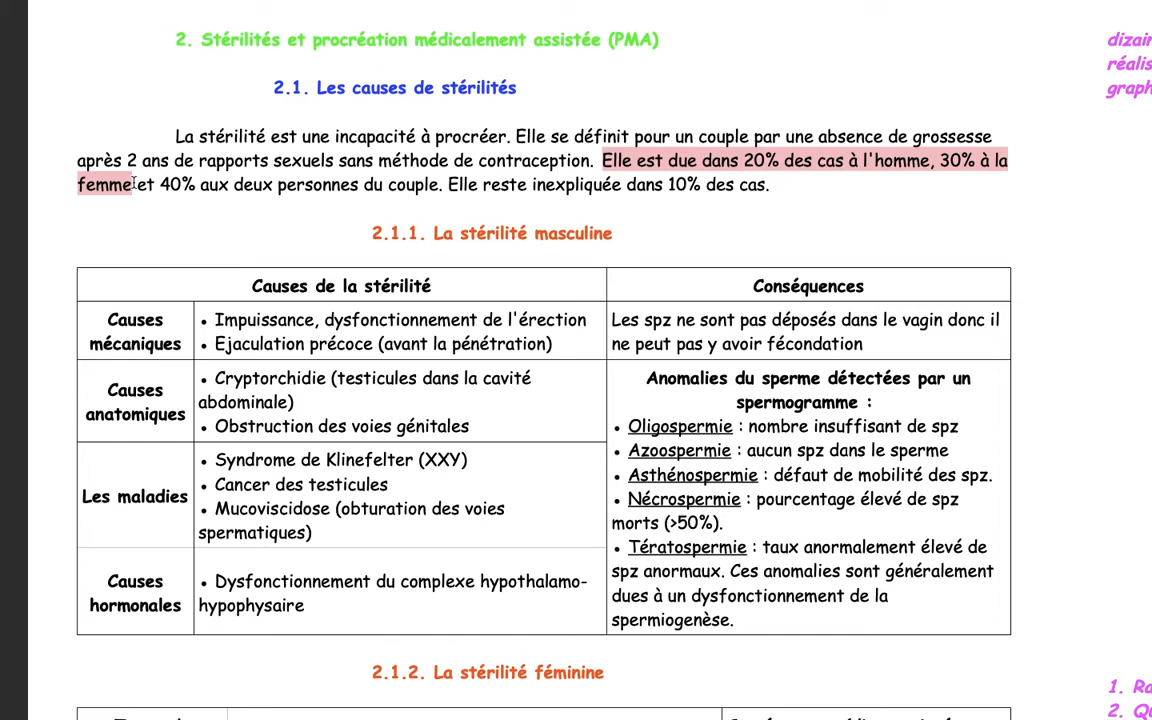 2. Stérilités et procréation médicalement assistée (PMA)
2.1. Les causes de stérilités
La stérilité est une incapacité à procréer. Elle se définit pour un couple par une absence de grossesse
après 2 ans de rapports sexuels sans méthode de contraception. Elle est due dans 20% des cas à l'homme, 30% à la
femme et 40% aux deux personnes du couple. Elle reste inexpliquée dans 10% des cas.
2.1.1. La stérilité masculine
Causes de la stérilité
Conséquences
Causes
mécaniques
• Impuissance, dysfonctionnement de l'érection
• Ejaculation précoce (avant la pénétration)
Les spz ne sont pas déposés dans le vagin donc il
ne peut pas y avoir fécondation
Causes
anatomiques
• Cryptorchidie (testicules dans la cavité
abdominale)
• Obstruction des voies génitales
Anomalies du sperme détectées par un
spermogramme :
• Oligospermie : nombre insuffisant de spz
• Azoospermie : aucun spz dans le sperme
• Asthénospermie : défaut de mobilité des spz.
• Nécrospermie : pourcentage élevé de spz
morts (>50%).
• Tératospermie : taux anormalement élevé de
spz anormaux. Ces anomalies sont généralement
dues à un dysfonctionnement de la
spermiogenèse.
Les maladies
• Syndrome de Klinefelter (XXY)
• Cancer des testicules
• Mucoviscidose (obturation des voies
spermatiques)
Causes
hormonales
• Dysfonctionnement du complexe hypothalamo-
hypophysaire
2.1.2. La stérilité féminine
dizair
réalis
graph
1. Ra
2. Qu